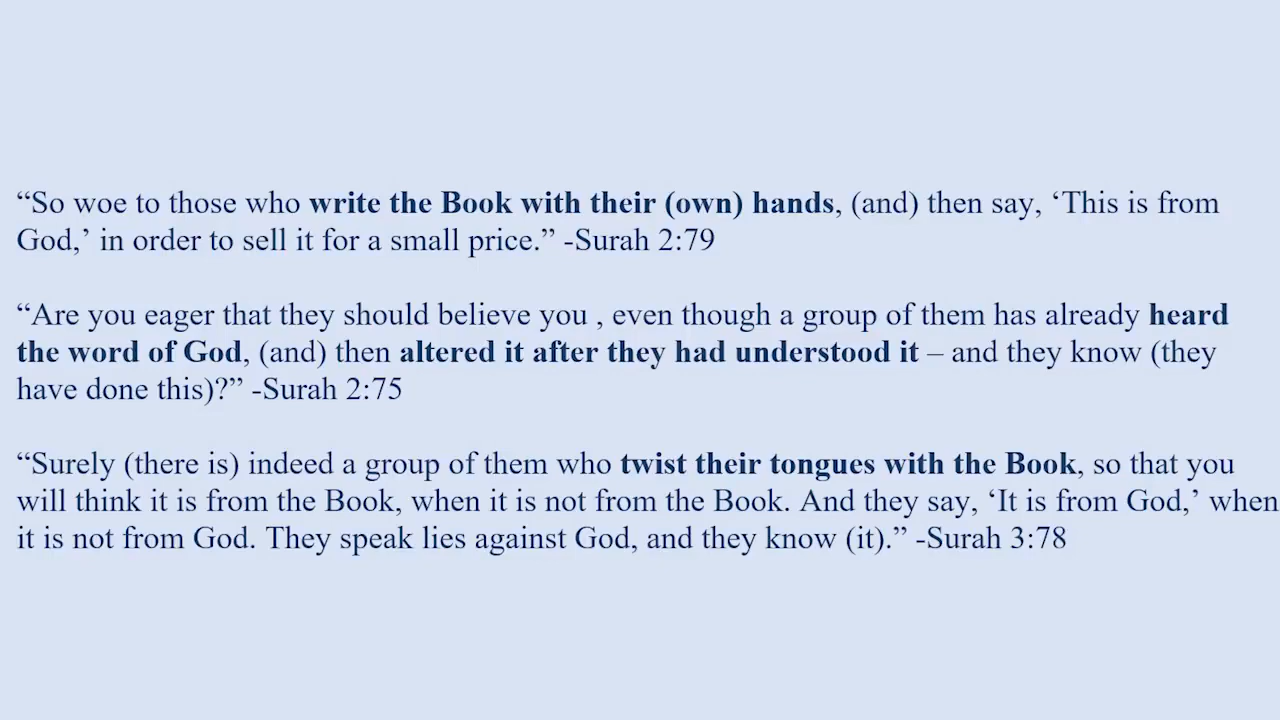 “So woe to those who write the Book with their (own) hands, (and) then say, ‘This is from
God,’ in order to sell it for a small price.” -Surah 2:79
“Are you eager that they should believe you , even though a group of them has already heard
the word of God, (and) then altered it after they had understood it – and they know (they
have done this)?” -Surah 2:75
“Surely (there is) indeed a group of them who twist their tongues with the Book, so that you
will think it is from the Book, when it is not from the Book. And they say, ‘It is from God,’ when
it is not from God. They speak lies against God, and they know (it).” -Surah 3:78